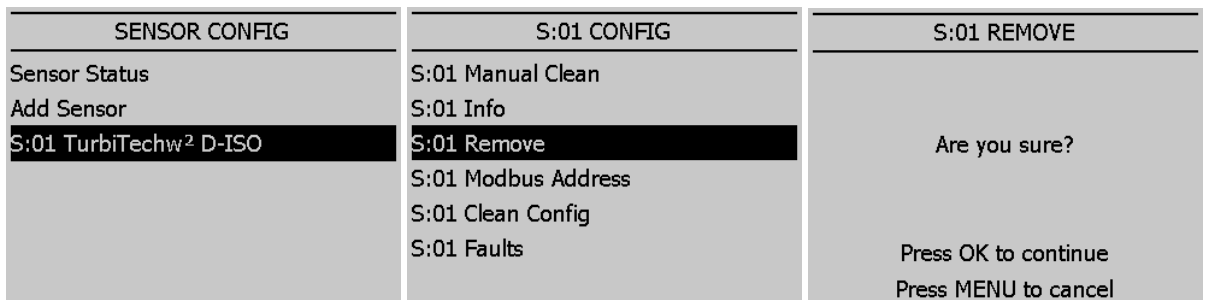 SENSOR CONFIG
Sensor Status
Add Sensor
S:01 TurbiTechw² D-ISO
S:01 CONFIG
S:01 Manual Clean
S:01 Info
S:01 Remove
S:01 Modbus Address
S:01 Clean Config
S:01 Faults
S:01 REMOVE
Are you sure?
Press OK to continue
Press MENU to cancel